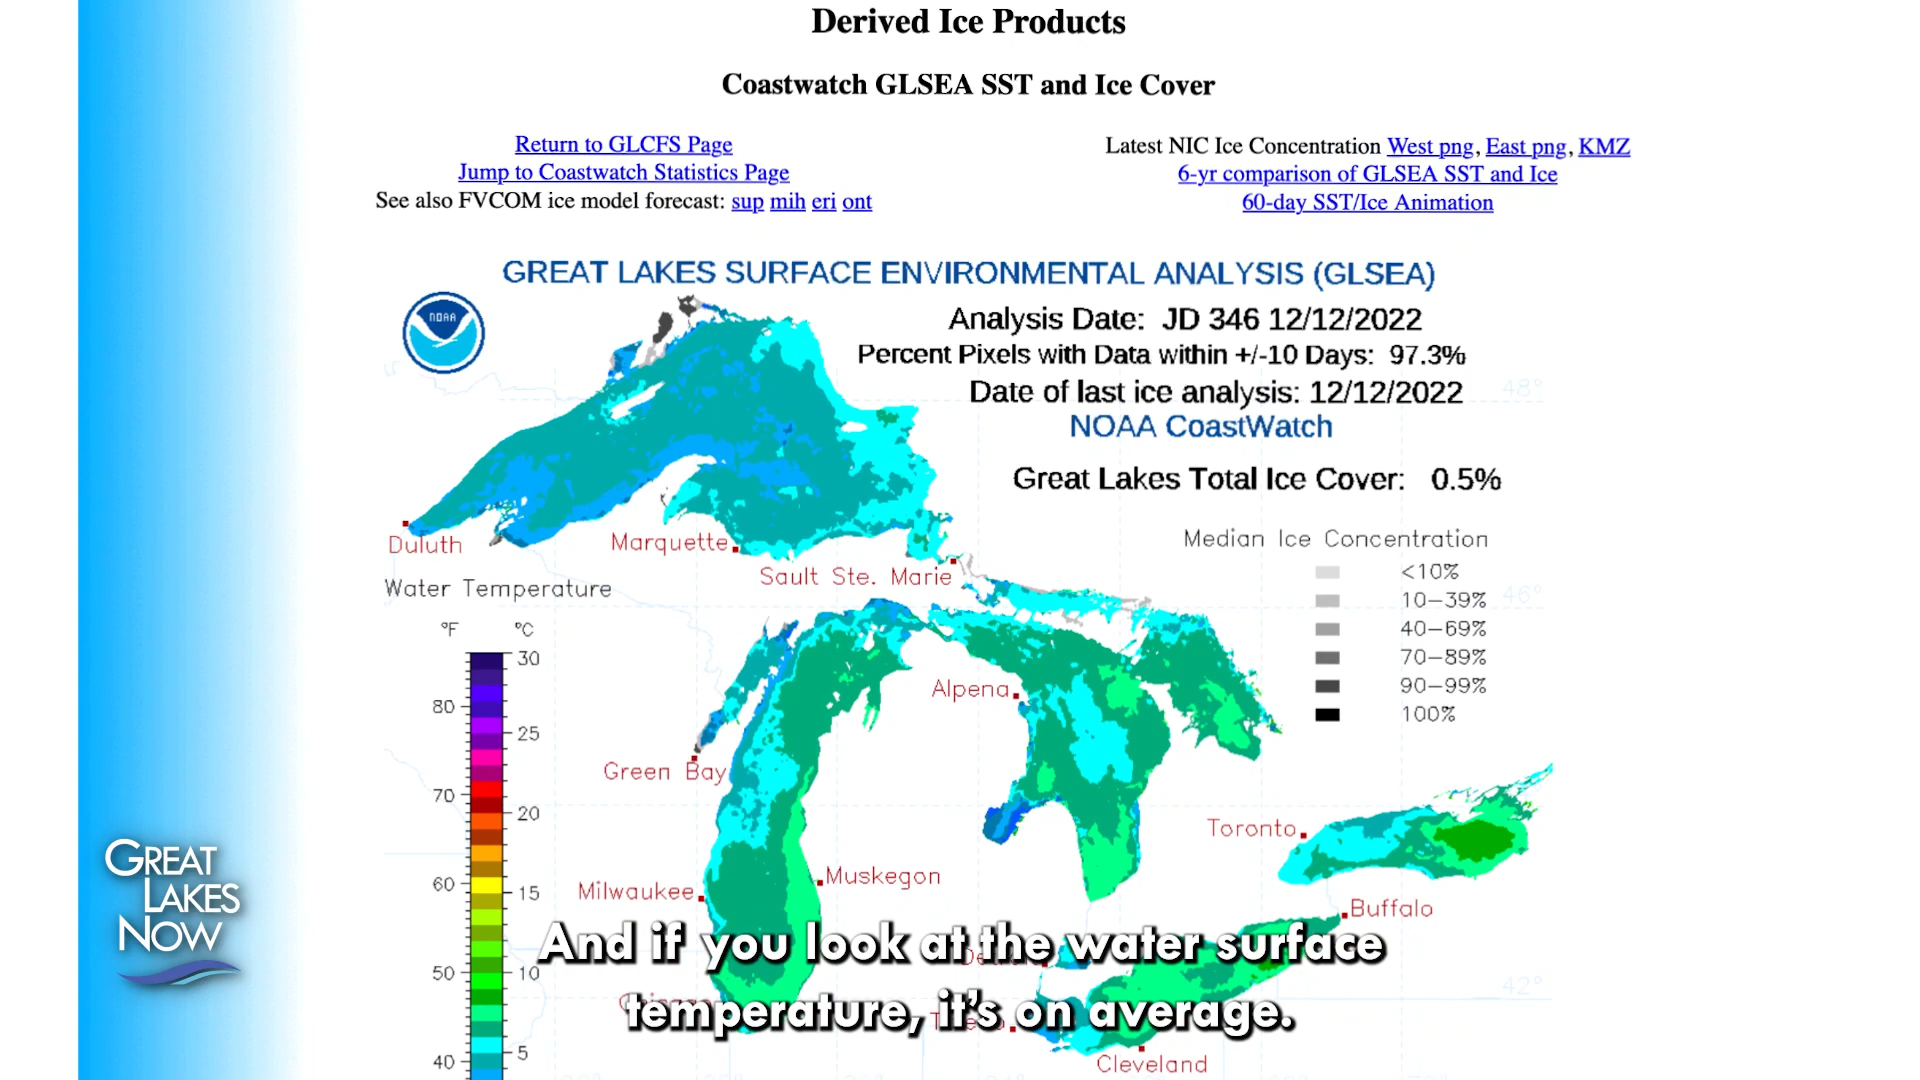 Derived Ice Products
Coastwatch GLSEA SST and Ice Cover
Return to GLCFS Page
Jump to Coastwatch Statistics Page
See also FVCOM ice model forecast: sup mih eri ont
Latest NIC Ice Concentration West png, East png, KMZ
6-yr comparison of GLSEA SST and Ice
60-day SST/Ice Animation
GREAT LAKES SURFACE ENVIRONMENTAL ANALYSIS (GLSEA)
NOAA
Analysis Date: JD 346 12/12/2022
Percent Pixels with Data within +/-10 Days: 97.3%
Date of last ice analysis: 12/12/2022
NOAA CoastWatch
Great Lakes Total Ice Cover: 0.5%
48°
Median Ice Concentration
<10%
10-39%
46°
40-69%
70-89%
90-99%
100%
Duluth
Marquette
Sault Ste. Marie
Water Temperature
°F °C
30
80
25
70
20
60
15
50
10
40
5
Alpena
Green Bay
Toronto
Muskegon
Milwaukee
Buffalo
42°
Cleveland
GREAT
LAKES
NOW
And if you look at the water surface
temperature, it's on average.